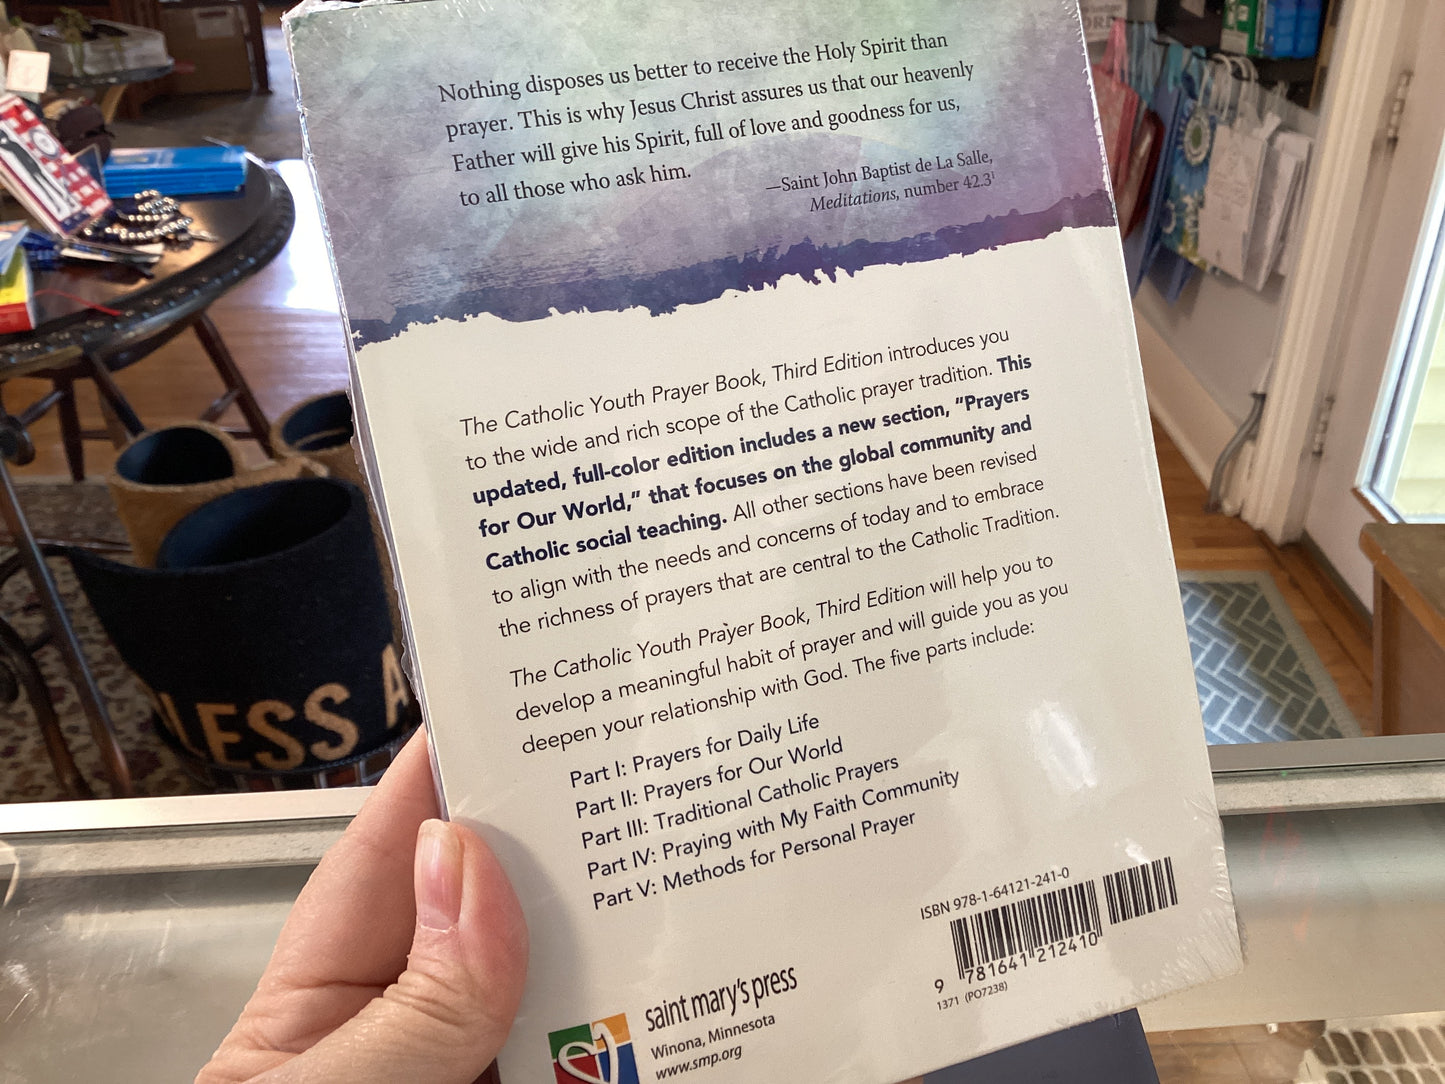 Nothing disposes us better to receive the Holy Spirit than
prayer. This is why Jesus Christ assures us that our heavenly
Father will give his Spirit, full of love and goodness for us,
to all those who ask him.
—Saint John Baptist de La Salle,
Meditations, number 42.3¹
The Catholic Youth Prayer Book, Third Edition introduces you
to the wide and rich scope of the Catholic prayer tradition. This
updated, full-color edition includes a new section, "Prayers
for Our World," that focuses on the global community and
Catholic social teaching. All other sections have been revised
to align with the needs and concerns of today and to embrace
the richness of prayers that are central to the Catholic Tradition.
The Catholic Youth Prayer Book, Third Edition will help you to
develop a meaningful habit of prayer and will guide you as you
deepen your relationship with God. The five parts include:
Part I: Prayers for Daily Life
Part II: Prayers for Our World
Part III: Traditional Catholic Prayers
Part IV: Praying with My Faith Community
Part V: Methods for Personal Prayer
ISBN 978-1-64121-241-0
9 781641 212410
1371 (PO7238)
saint mary's press
Winona, Minnesota
www.smp.org
LESS A